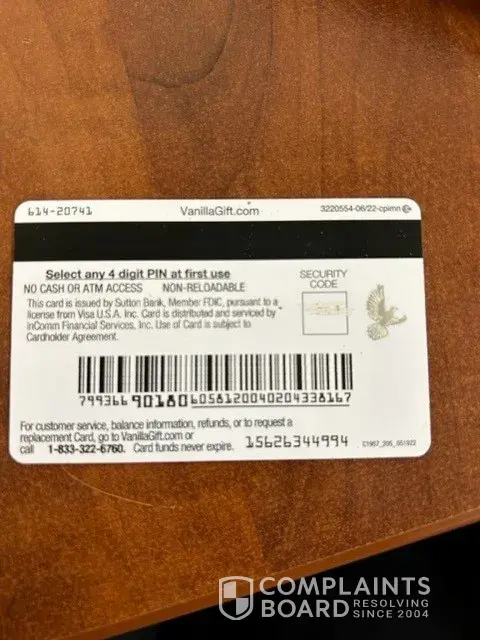 614-20741 VanillaGift.com 3220554-06/22-cpimn
Select any 4 digit PIN at first use
NO CASH OR ATM ACCESS NON-RELOADABLE
SECURITY
CODE
This card is issued by Sutton Bank, Member FDIC, pursuant to a
license from Visa U.S.A. Inc. Card is distributed and serviced by
InComm Financial Services, Inc. Use of Card is subject to
Cardholder Agreement.
799366 90180 6058120040204338167
For customer service, balance information, refunds, or to request a
replacement Card, go to VanillaGift.com or
call 1-833-322-6760. Card funds never expire. 15626344994 C1967_205_051922
COMPLAINTS
BOARD RESOLVING
SINCE 2004